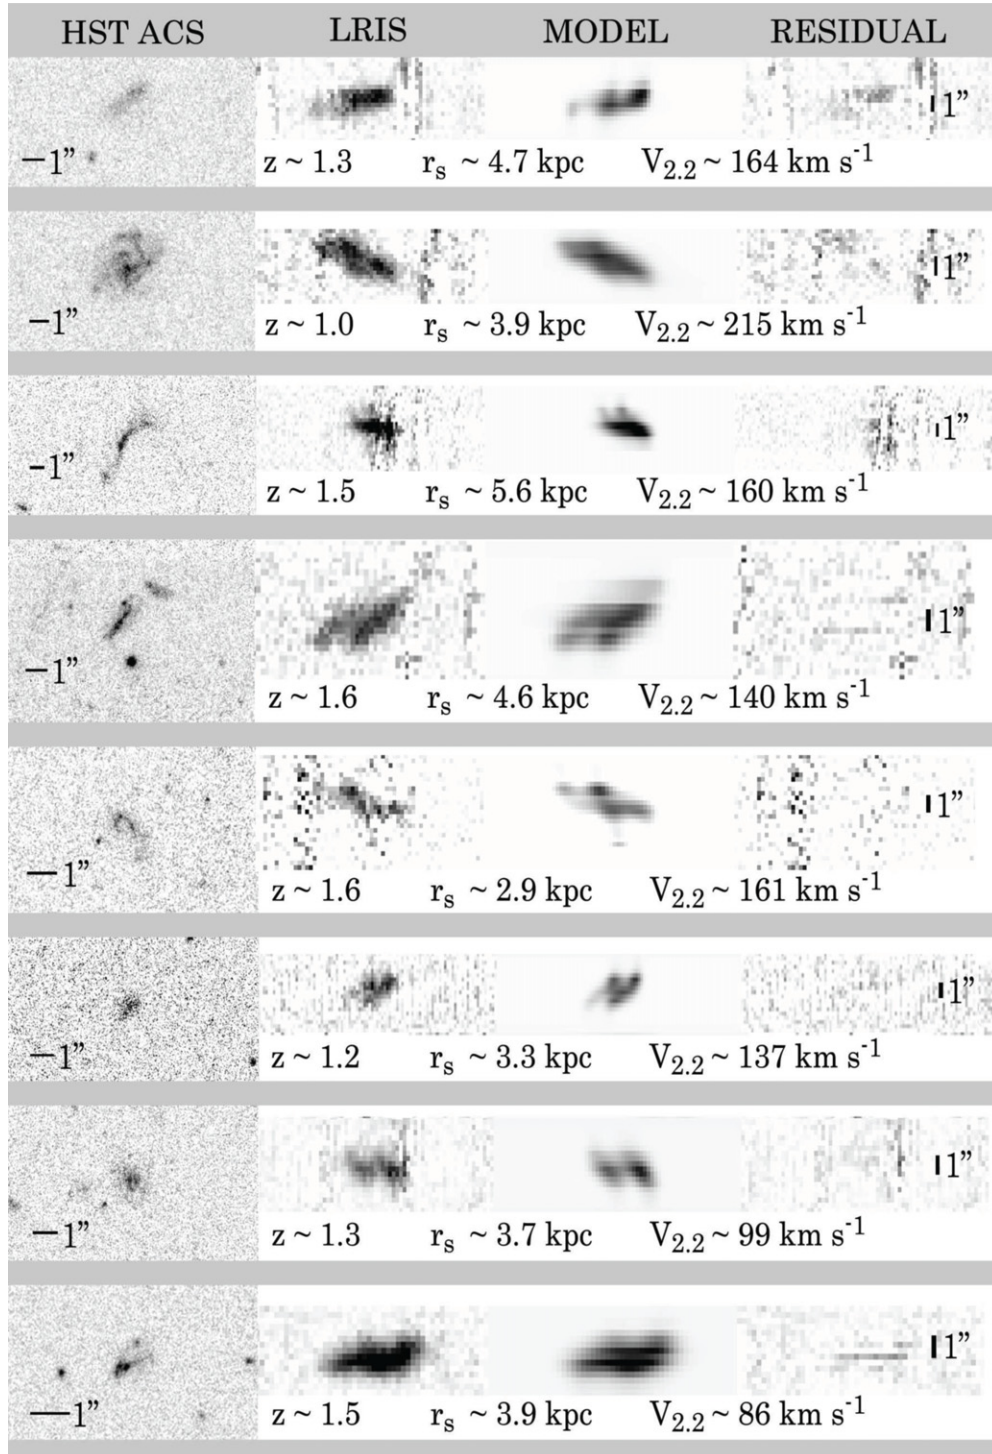 HST ACS LRIS MODEL RESIDUAL
–1” 1”
z ~ 1.3 r_s ~ 4.7 kpc V_2.2 ~ 164 km s^-1
–1” 1”
z ~ 1.0 r_s ~ 3.9 kpc V_2.2 ~ 215 km s^-1
–1” 1”
z ~ 1.5 r_s ~ 5.6 kpc V_2.2 ~ 160 km s^-1
–1” 1”
z ~ 1.6 r_s ~ 4.6 kpc V_2.2 ~ 140 km s^-1
–1” 1”
z ~ 1.6 r_s ~ 2.9 kpc V_2.2 ~ 161 km s^-1
–1” 1”
z ~ 1.2 r_s ~ 3.3 kpc V_2.2 ~ 137 km s^-1
–1” 1”
z ~ 1.3 r_s ~ 3.7 kpc V_2.2 ~ 99 km s^-1
–1” 1”
z ~ 1.5 r_s ~ 3.9 kpc V_2.2 ~ 86 km s^-1